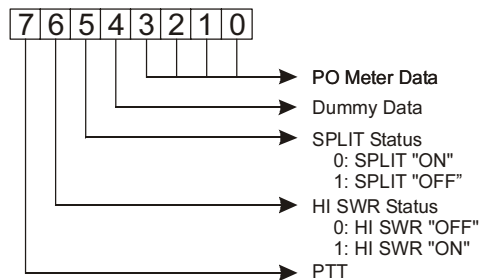 7 6 5 4 3 2 1 0
PO Meter Data
Dummy Data
SPLIT Status
0: SPLIT "ON"
1: SPLIT "OFF”
HI SWR Status
0: HI SWR "OFF"
1: HI SWR "ON"
PTT